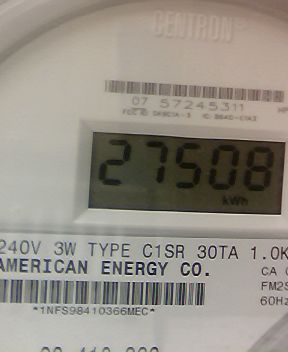 CENTRON
07 57245311
27508
kWh
240V 3W TYPE C1SR 30TA 1.0K
AMERICAN ENERGY CO.
CA
FM2S
60Hz
*1NFS98410366MEC*